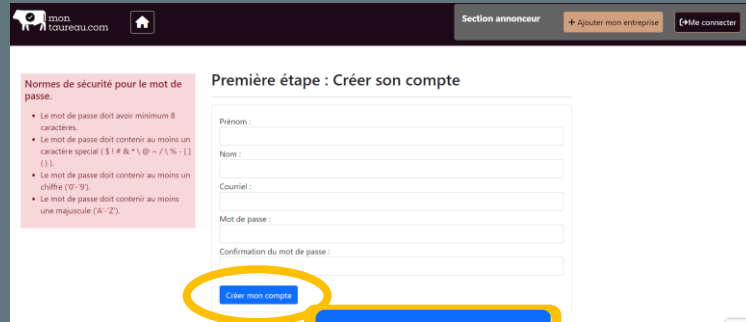 mon
taureau.com
Section annonceur
+ Ajouter mon entreprise
Me connecter
Normes de sécurité pour le mot de
passe.
Le mot de passe doit avoir minimum 8
caractères.
Le mot de passe doit contenir au moins un
caractère special ( $ ! # & * \ @ ~ / \ % - [ ]
{ } ).
Le mot de passe doit contenir au moins un
chiffre ('0'-'9').
Le mot de passe doit contenir au moins
une majuscule ('A'-'Z').
Première étape : Créer son compte
Prénom :
Nom :
Courriel :
Mot de passe :
Confirmation du mot de passe :
Créer mon compte